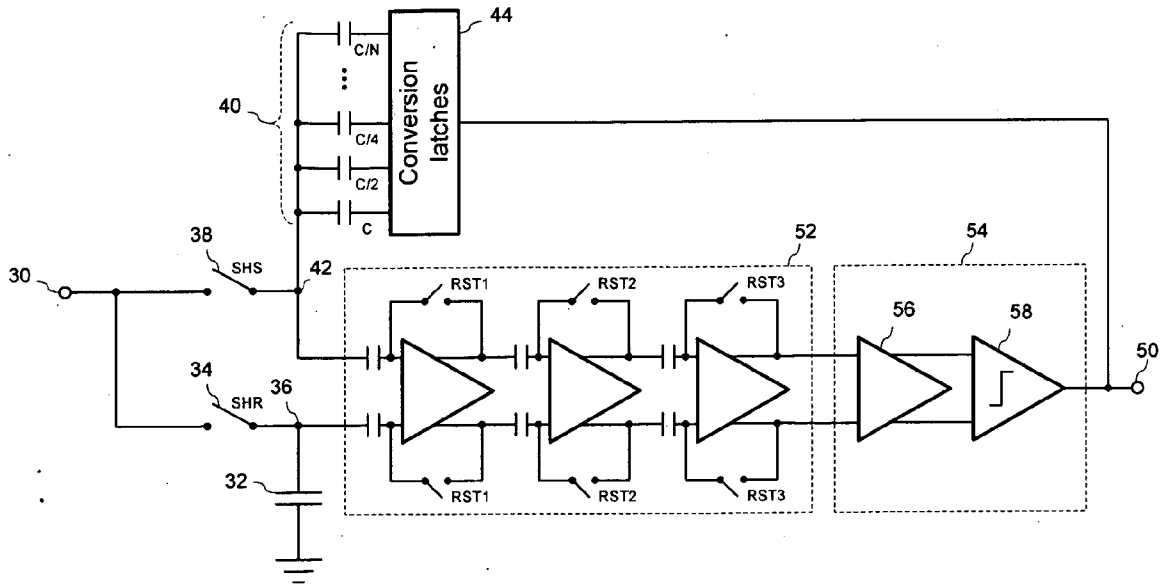 44
C/N
...
40
C/4
C/2
C
Conversion
latches
38
SHS
42
30
52
54
RST1
RST2
RST3
56
58
50
34
SHR
36
32
RST1
RST2
RST3